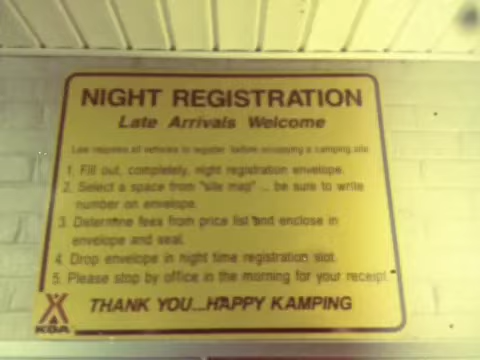 NIGHT REGISTRATION
Late Arrivals Welcome
Law requires all vehicles to register before occupying a camping site
1. Fill out, completely, night registration envelope.
2. Select a space from "site map" ... be sure to write
number on envelope.
3. Distermine fees from price list and enclose in
envelope and seal.
4. Drop envelope in night time registration slot.
5. Please stop by office in the morning for your receipt.
THANK YOU...HAPPY KAMPING
KOA